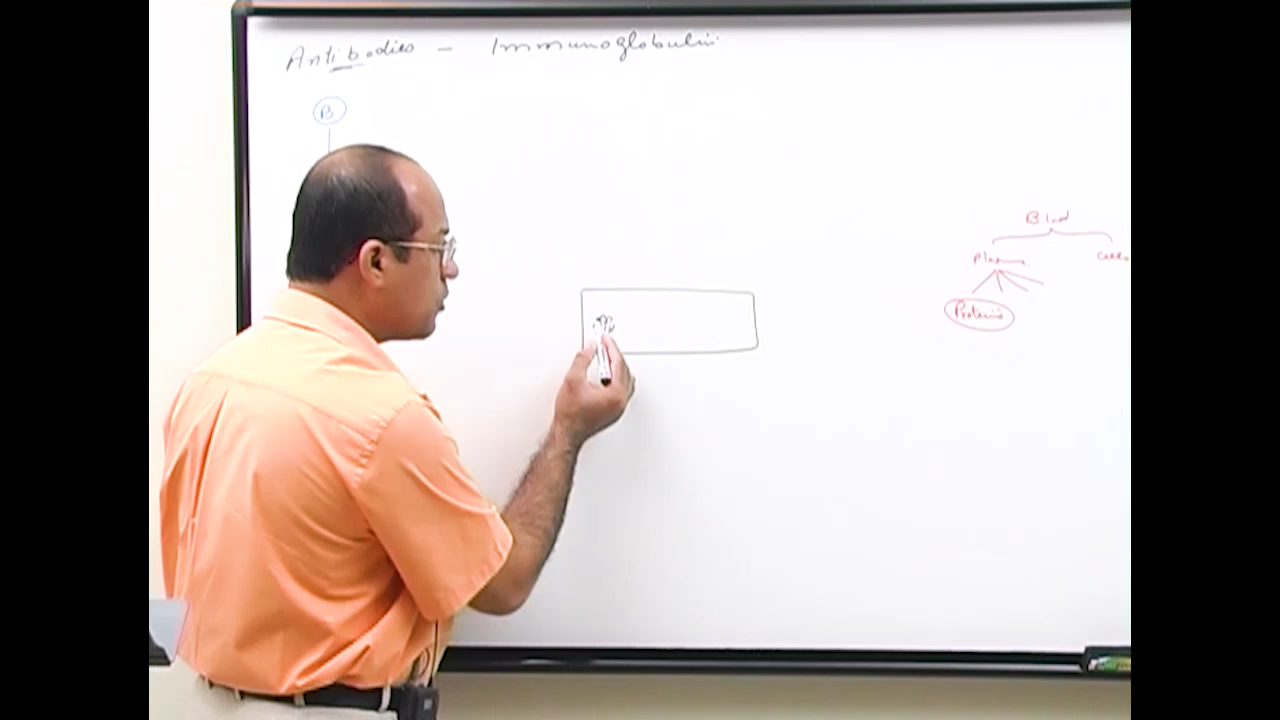 Antibodies - Immunoglobulin
B
Blood
Plasma Cells
Proteins